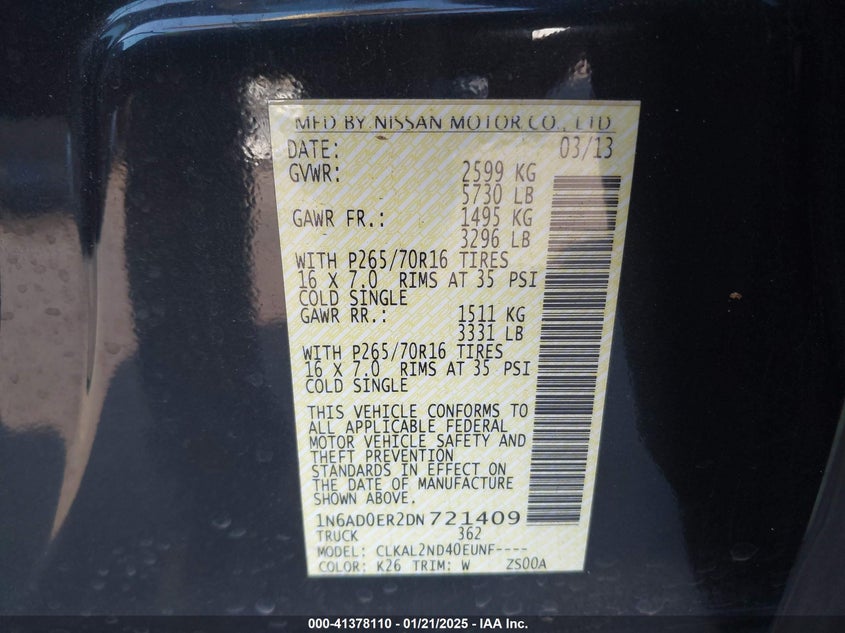 MFD BY NISSAN MOTOR CO., LTD
DATE: 03/13
GVWR: 2599 KG
5730 LB
GAWR FR.: 1495 KG
3296 LB
WITH P265/70R16 TIRES
16 X 7.0 RIMS AT 35 PSI
COLD SINGLE
GAWR RR.: 1511 KG
3331 LB
WITH P265/70R16 TIRES
16 X 7.0 RIMS AT 35 PSI
COLD SINGLE
THIS VEHICLE CONFORMS TO
ALL APPLICABLE FEDERAL
MOTOR VEHICLE SAFETY AND
THEFT PREVENTION
STANDARDS IN EFFECT ON
THE DATE OF MANUFACTURE
SHOWN ABOVE.
1N6AD0ER2DN721409
TRUCK 362
MODEL: CLKAL2ND40EUNF----
COLOR: K26 TRIM: W ZS00A
000-41378110 - 01/21/2025 - IAA Inc.